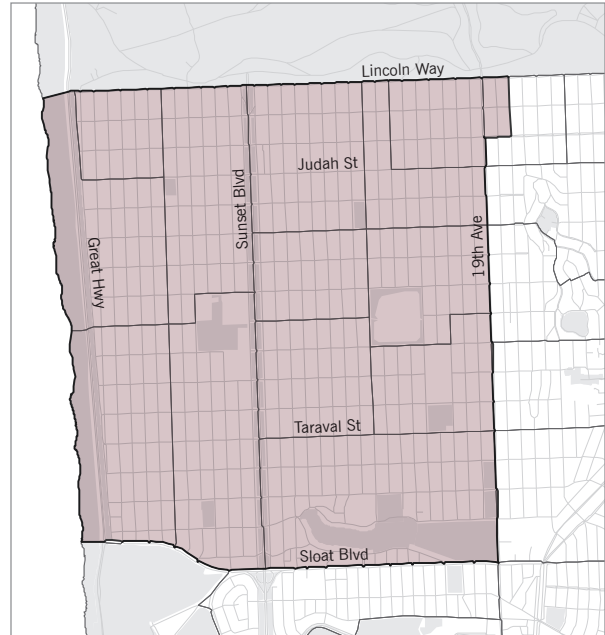 Lincoln Way
Judah St
Sunset Blvd
19th Ave
Great Hwy
Taraval St
Sloat Blvd